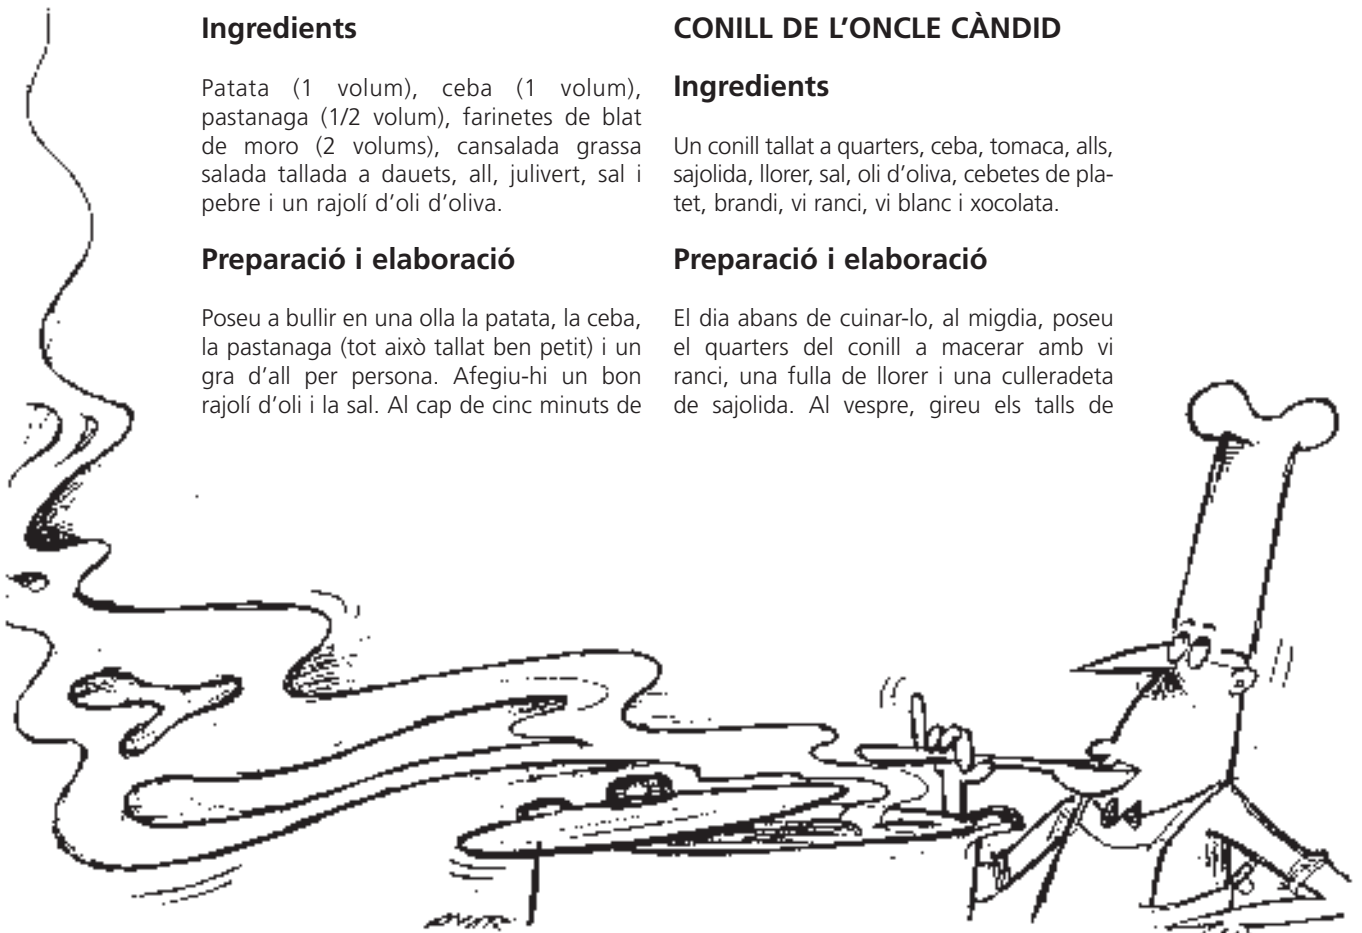 Ingredients
Patata (1 volum), ceba (1 volum),
pastanaga (1/2 volum), farinetes de blat
de moro (2 volums), cansalada grassa
salada tallada a dauets, all, julivert, sal i
pebre i un rajolí d’oli d’oliva.
Preparació i elaboració
Poseu a bullir en una olla la patata, la ceba,
la pastanaga (tot això tallat ben petit) i un
gra d’all per persona. Afegiu-hi un bon
rajolí d’oli i la sal. Al cap de cinc minuts de
CONILL DE L’ONCLE CÀNDID
Ingredients
Un conill tallat a quarters, ceba, tomaca, alls,
sajolida, llorer, sal, oli d’oliva, cebetes de pla-
tet, brandi, vi ranci, vi blanc i xocolata.
Preparació i elaboració
El dia abans de cuinar-lo, al migdia, poseu
el quarters del conill a macerar amb vi
ranci, una fulla de llorer i una culleradeta
de sajolida. Al vespre, gireu els talls de